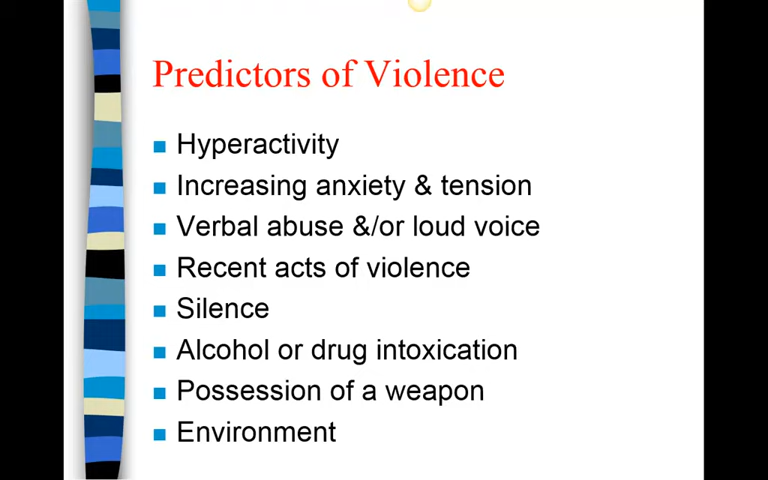 Predictors of Violence
Hyperactivity
Increasing anxiety & tension
Verbal abuse &/or loud voice
Recent acts of violence
Silence
Alcohol or drug intoxication
Possession of a weapon
Environment